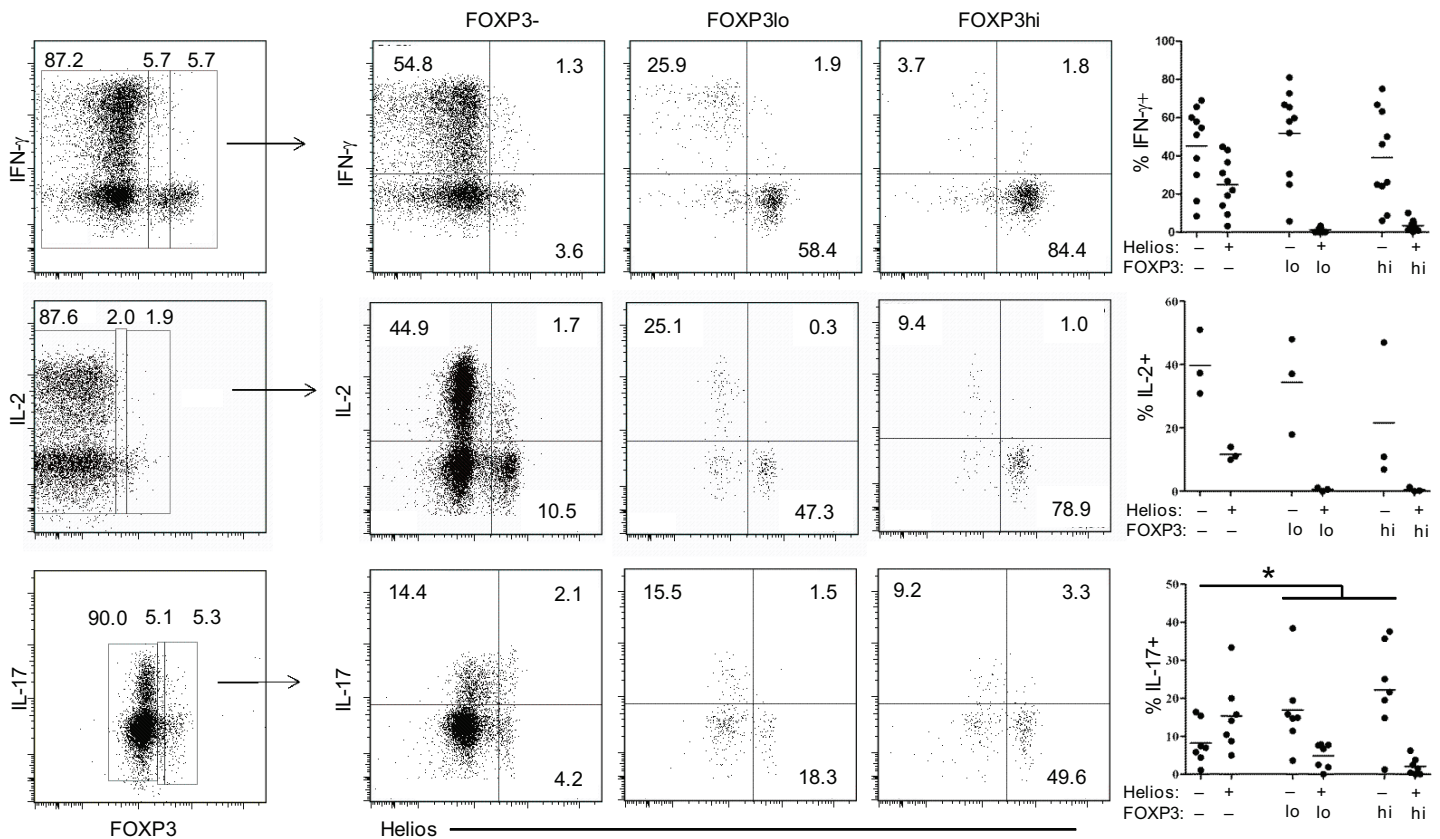 FOXP3- FOXP3lo FOXP3hi
87.2 5.7 5.7
IFN-γ
IFN-γ
54.8 1.3
3.6
25.9 1.9
58.4
3.7 1.8
84.4
% IFN-γ+
100
80
60
40
20
0
Helios: – + – + – +
FOXP3: – – lo lo hi hi
87.6 2.0 1.9
IL-2
IL-2
44.9 1.7
10.5
25.1 0.3
47.3
9.4 1.0
78.9
% IL-2+
60
40
20
0
Helios: – + – + – +
FOXP3: – – lo lo hi hi
90.0 5.1 5.3
IL-17
IL-17
14.4 2.1
4.2
15.5 1.5
18.3
9.2 3.3
49.6
*
% IL-17+
50
40
30
20
10
0
Helios: – + – + – +
FOXP3: – – lo lo hi hi
FOXP3
Helios